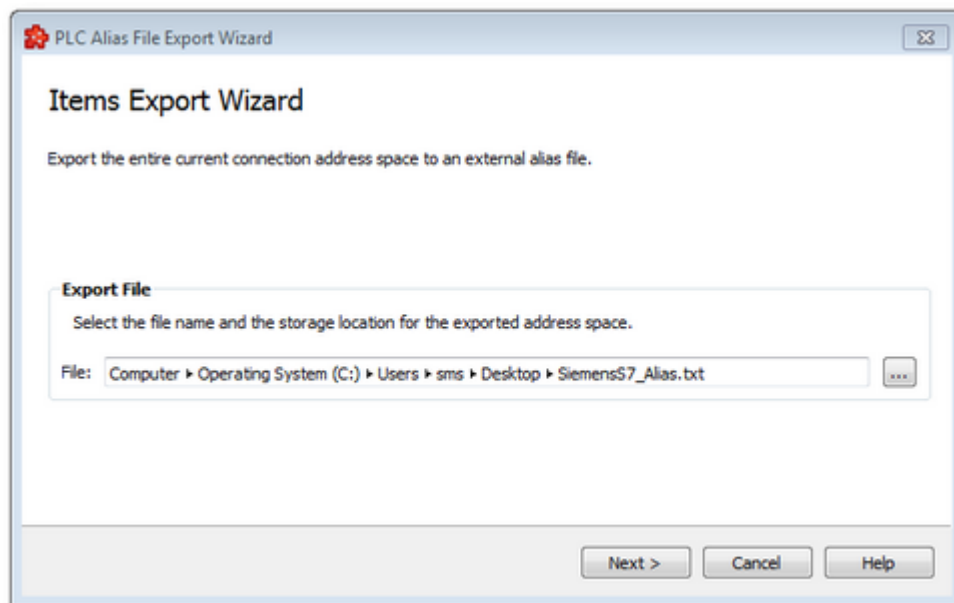 PLC Alias File Export Wizard
Items Export Wizard
Export the entire current connection address space to an external alias file.
Export File
Select the file name and the storage location for the exported address space.
File: Computer ▸ Operating System (C:) ▸ Users ▸ sms ▸ Desktop ▸ SiemensS7_Alias.txt ...
Next > Cancel Help